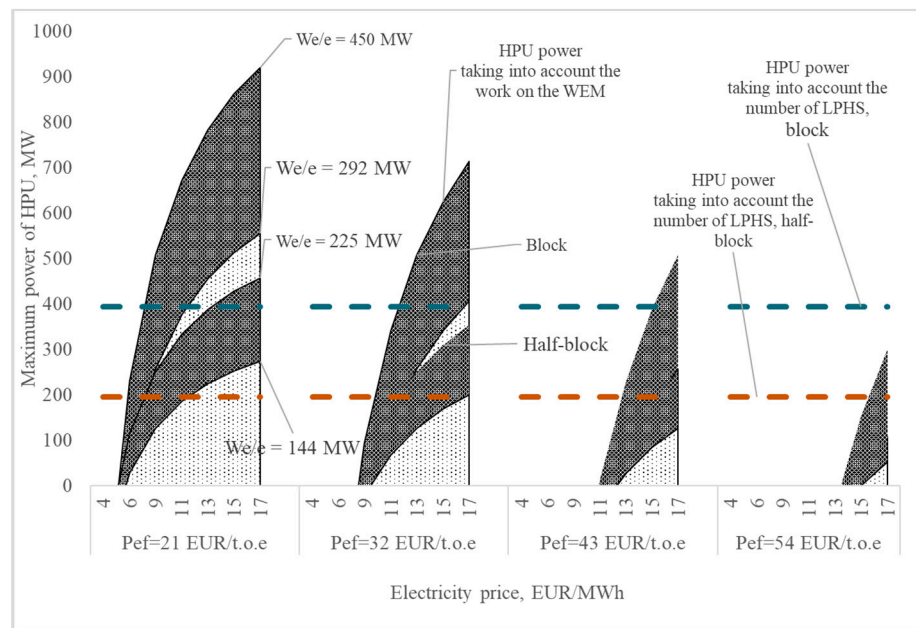 1000
900
800
700
600
500
400
300
200
100
0
Maximum power of HPU, MW
We/e = 450 MW
We/e = 292 MW
We/e = 225 MW
We/e = 144 MW
HPU power
taking into account the
work on the WEM
Block
Half-block
HPU power
taking into account the
number of LPHS,
block
HPU power
taking into account the
number of LPHS, half-
block
4 6 9 11 13 15 17 4 6 9 11 13 15 17 4 6 9 11 13 15 17 4 6 9 11 13 15 17
Pef=21 EUR/t.o.e Pef=32 EUR/t.o.e Pef=43 EUR/t.o.e Pef=54 EUR/t.o.e
Electricity price, EUR/MWh